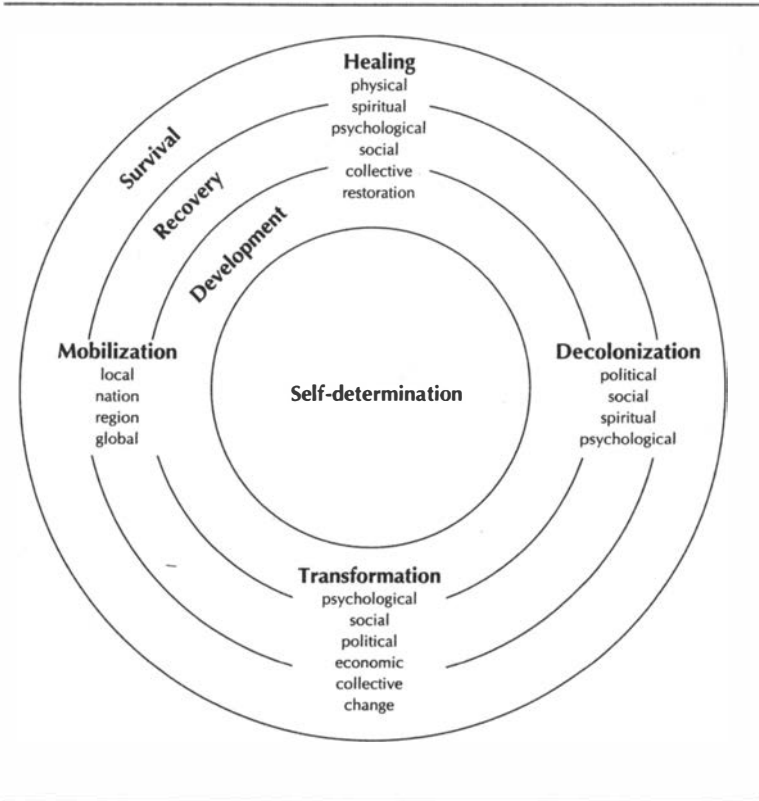 Healing
physical
spiritual
psychological
social
collective
restoration
Survival
Recovery
Development
Mobilization
local
nation
region
global
Decolonization
political
social
spiritual
psychological
Self-determination
Transformation
psychological
social
political
economic
collective
change